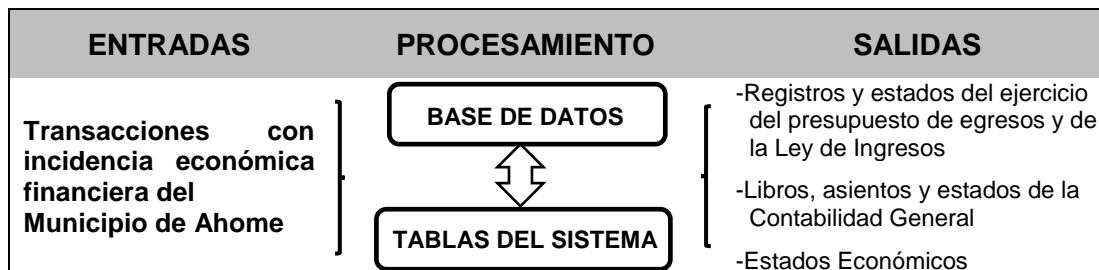 ENTRADAS PROCESAMIENTO SALIDAS
Transacciones con
incidencia económica
financiera del
Municipio de Ahome
BASE DE DATOS
TABLAS DEL SISTEMA
-Registros y estados del ejercicio
del presupuesto de egresos y de
la Ley de Ingresos
-Libros, asientos y estados de la
Contabilidad General
-Estados Económicos